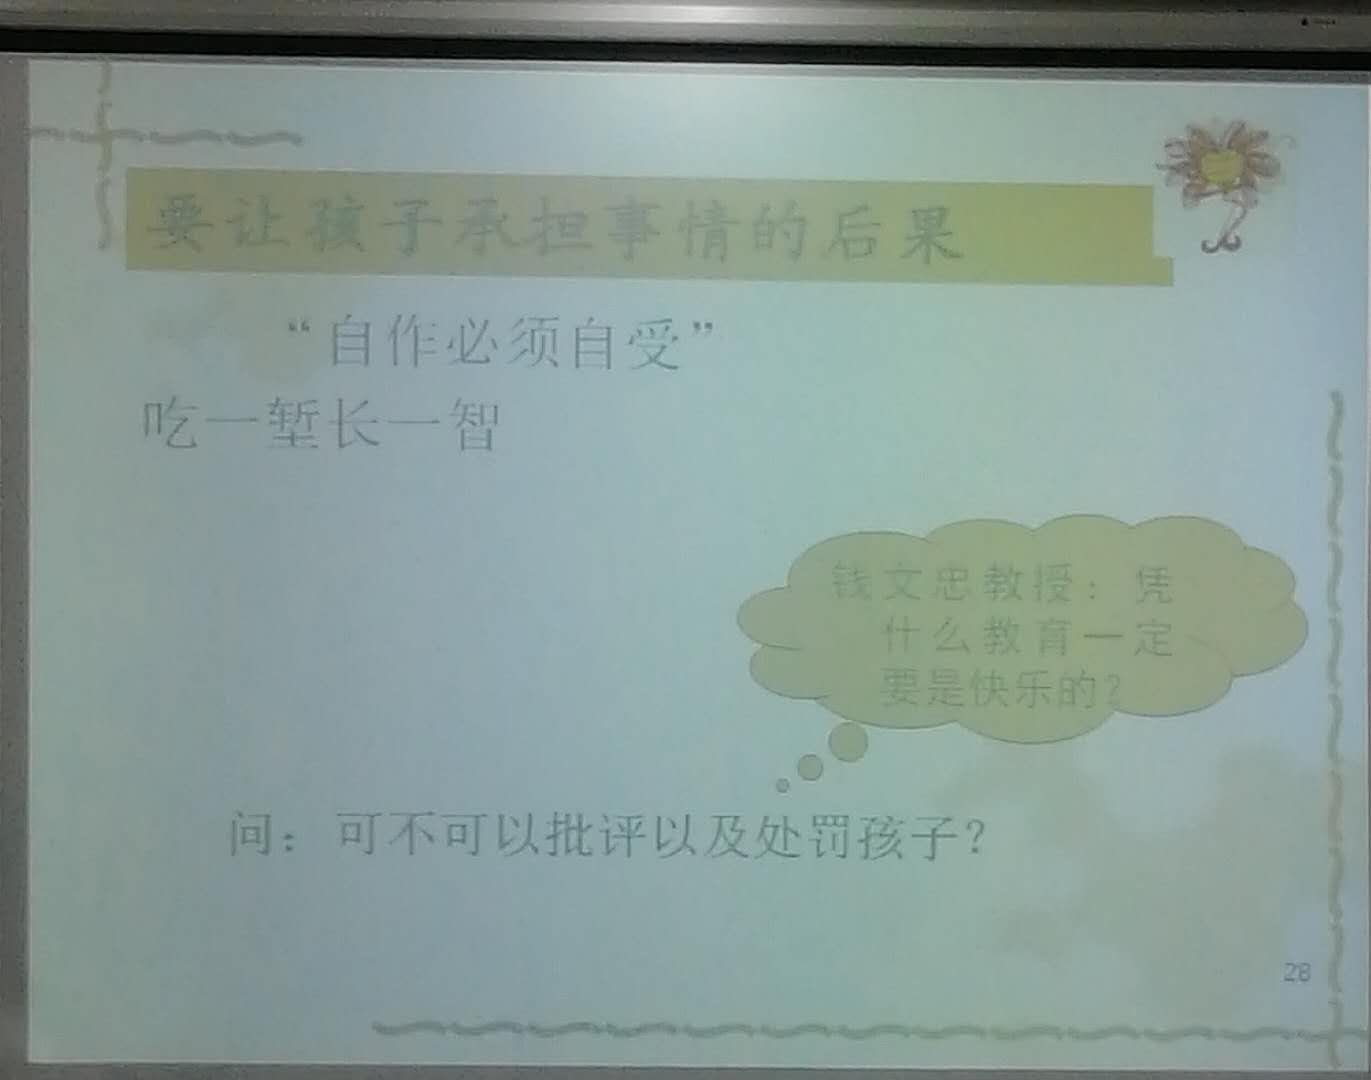 要让孩子承担事情的后果
“自作必须自受”
吃一堑长一智
钱文忠教授：凭
什么教育一定
要是快乐的？
问：可不可以批评以及处罚孩子？
28